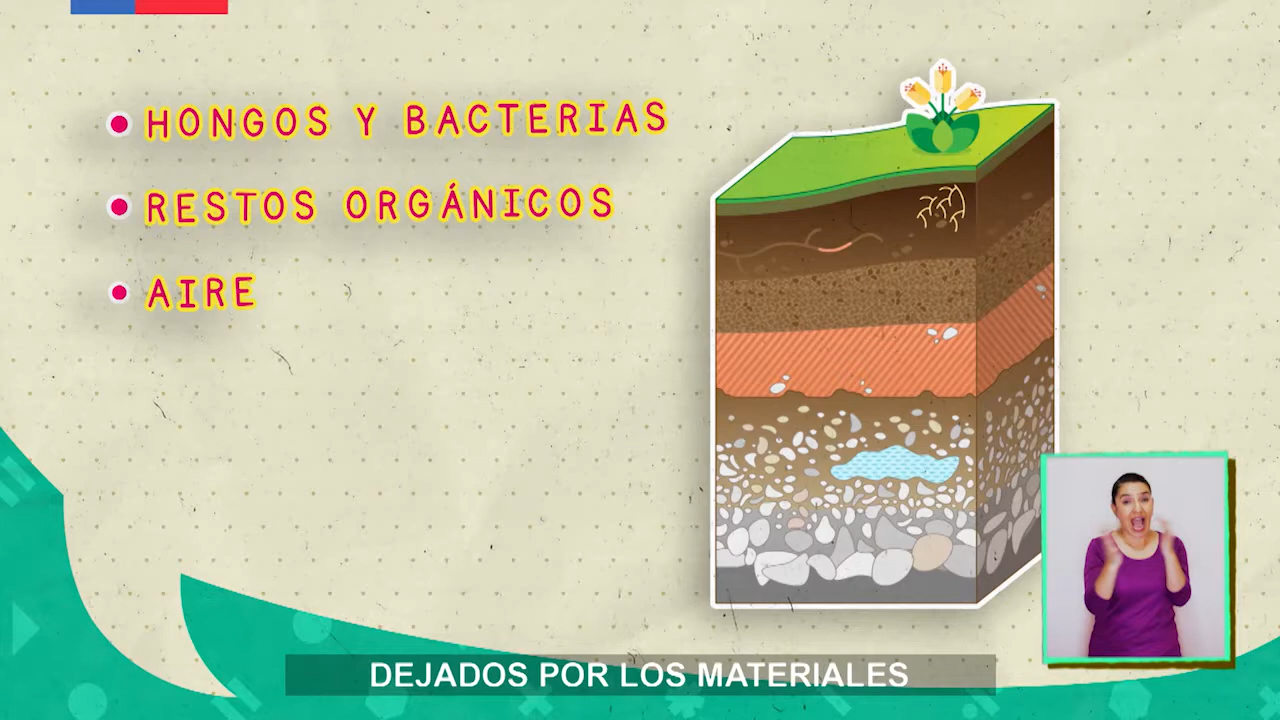 HONGOS Y BACTERIAS
RESTOS ORGÁNICOS
AIRE
DEJADOS POR LOS MATERIALES